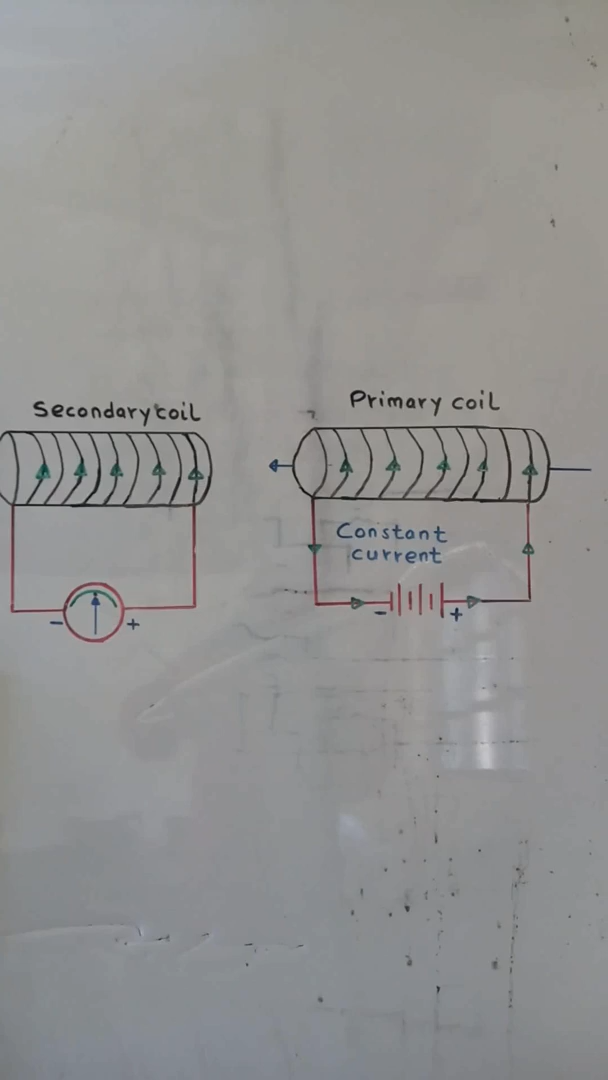 Secondary coil
Primary coil
Constant
current
- +
- +